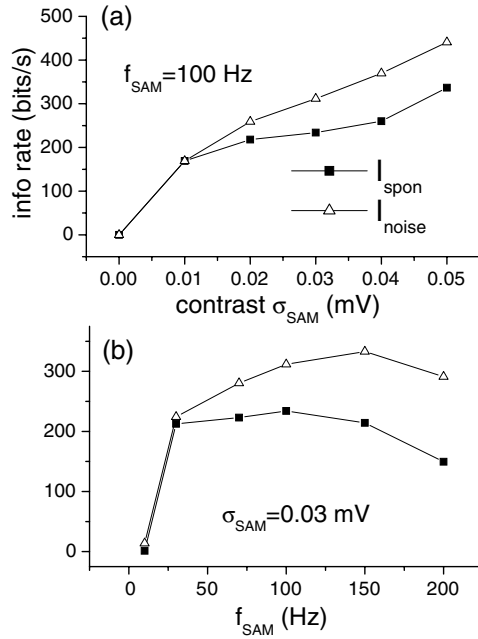 (a)
500
400
300
200
100
0
info rate (bits/s)
f_SAM=100 Hz
I_spon
I_noise
0.00 0.01 0.02 0.03 0.04 0.05
contrast σ_SAM (mV)
(b)
300
200
100
0
σ_SAM=0.03 mV
0 50 100 150 200
f_SAM (Hz)